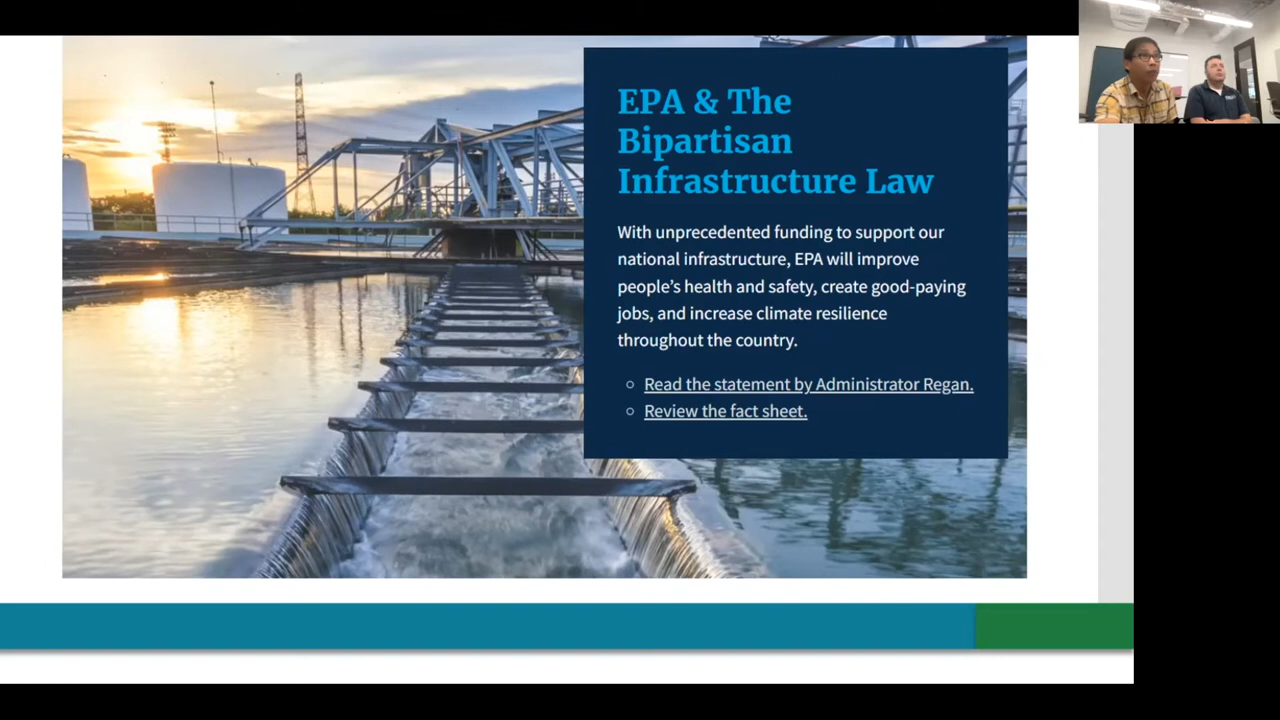 EPA & The
Bipartisan
Infrastructure Law
With unprecedented funding to support our
national infrastructure, EPA will improve
people’s health and safety, create good-paying
jobs, and increase climate resilience
throughout the country.
Read the statement by Administrator Regan.
Review the fact sheet.